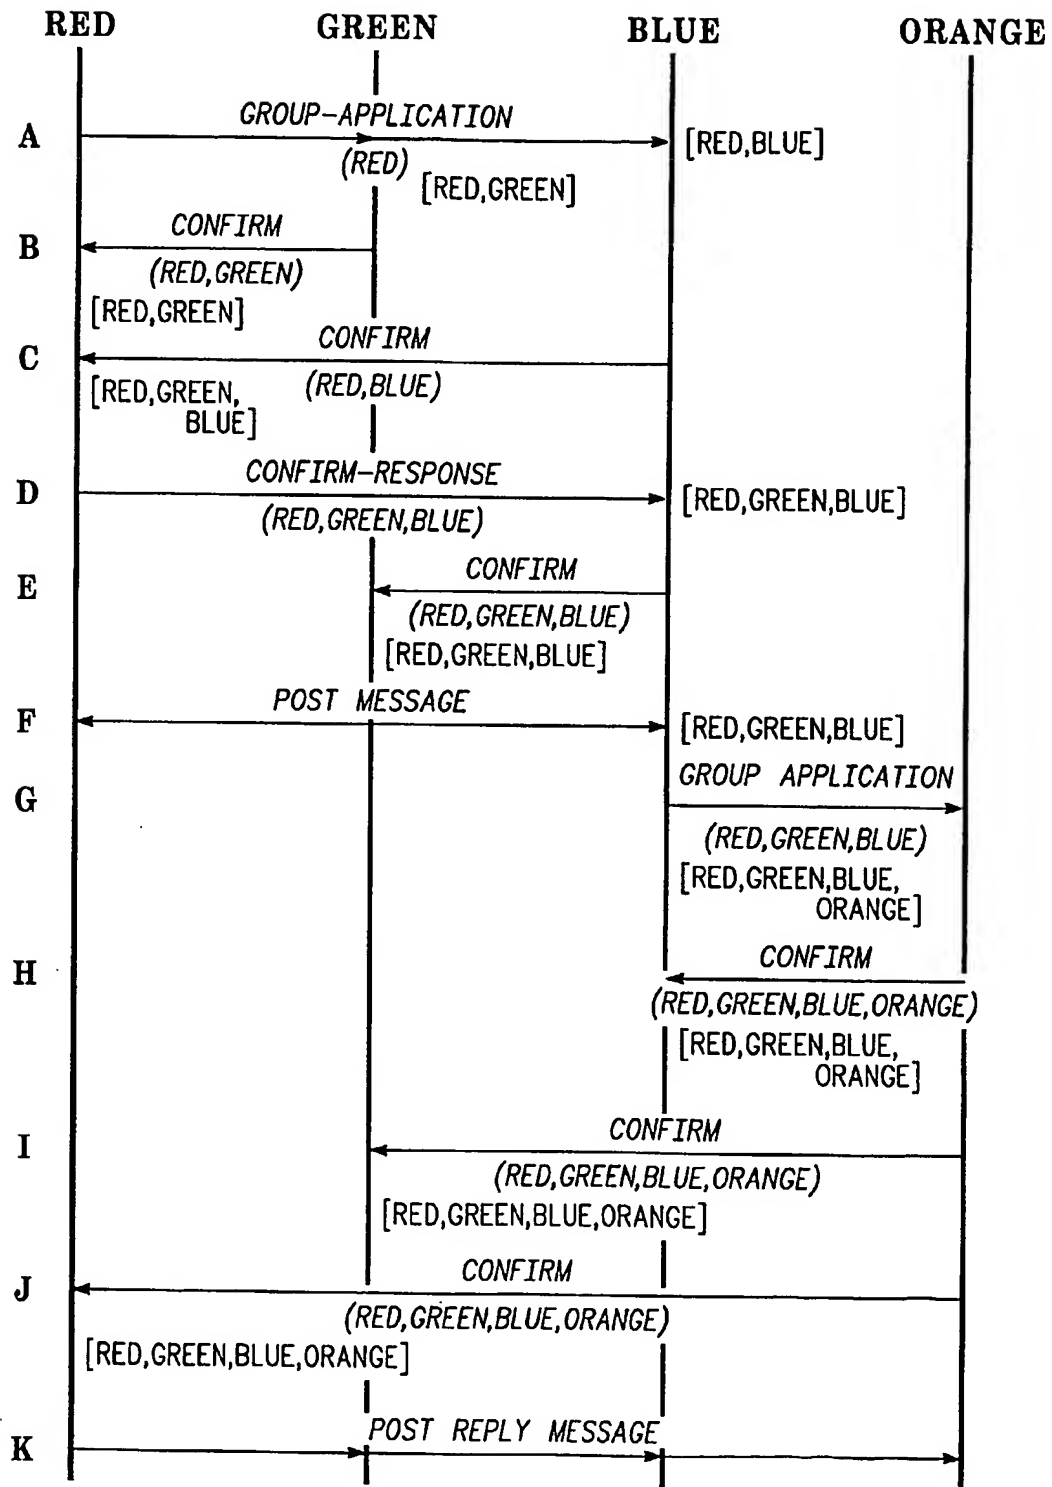 RED GREEN BLUE ORANGE
GROUP-APPLICATION
A
[RED,BLUE]
(RED)
[RED,GREEN]
CONFIRM
B
(RED,GREEN)
[RED,GREEN]
CONFIRM
C
(RED,BLUE)
[RED,GREEN,
BLUE]
CONFIRM-RESPONSE
D
[RED,GREEN,BLUE]
(RED,GREEN,BLUE)
CONFIRM
E
(RED,GREEN,BLUE)
[RED,GREEN,BLUE]
POST MESSAGE
F
[RED,GREEN,BLUE]
GROUP APPLICATION
G
(RED,GREEN,BLUE)
[RED,GREEN,BLUE,
ORANGE]
CONFIRM
H
(RED,GREEN,BLUE,ORANGE)
[RED,GREEN,BLUE,
ORANGE]
CONFIRM
I
(RED,GREEN,BLUE,ORANGE)
[RED,GREEN,BLUE,ORANGE]
CONFIRM
J
(RED,GREEN,BLUE,ORANGE)
[RED,GREEN,BLUE,ORANGE]
POST REPLY MESSAGE
K